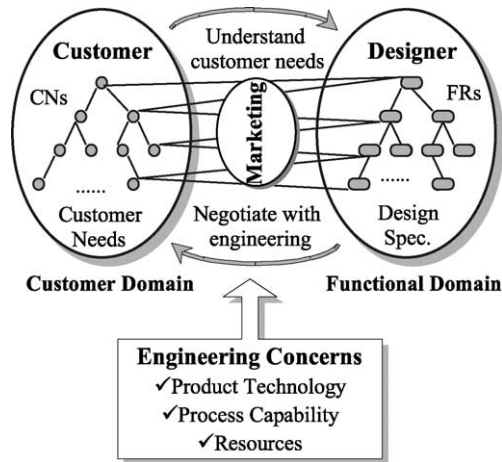 Customer
Understand
customer needs
Designer
CNs
Marketing
FRs
......
Customer
Needs
Negotiate with
engineering
......
Design
Spec.
Customer Domain
Functional Domain
Engineering Concerns
✓Product Technology
✓Process Capability
✓Resources